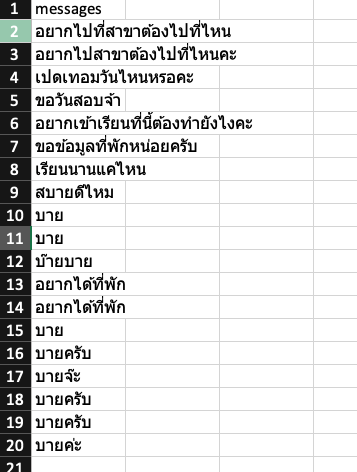 1 messages
2 อยากไปที่สาขาต้องไปที่ไหน
3 อยากไปสาขาต้องไปที่ไหนคะ
4 เปดเทอมวันไหนหรอคะ
5 ขอวันสอบจ้า
6 อยากเข้าเรียนที่นี้ต้องทำยังไงคะ
7 ขอข้อมูลที่พักหน่อยครับ
8 เรียนนานแค่ไหน
9 สบายดีไหม
10 บาย
11 บาย
12 บ๊ายบาย
13 อยากได้ที่พัก
14 อยากได้ที่พัก
15 บาย
16 บายครับ
17 บายจ๊ะ
18 บายครับ
19 บายครับ
20 บายค่ะ
21